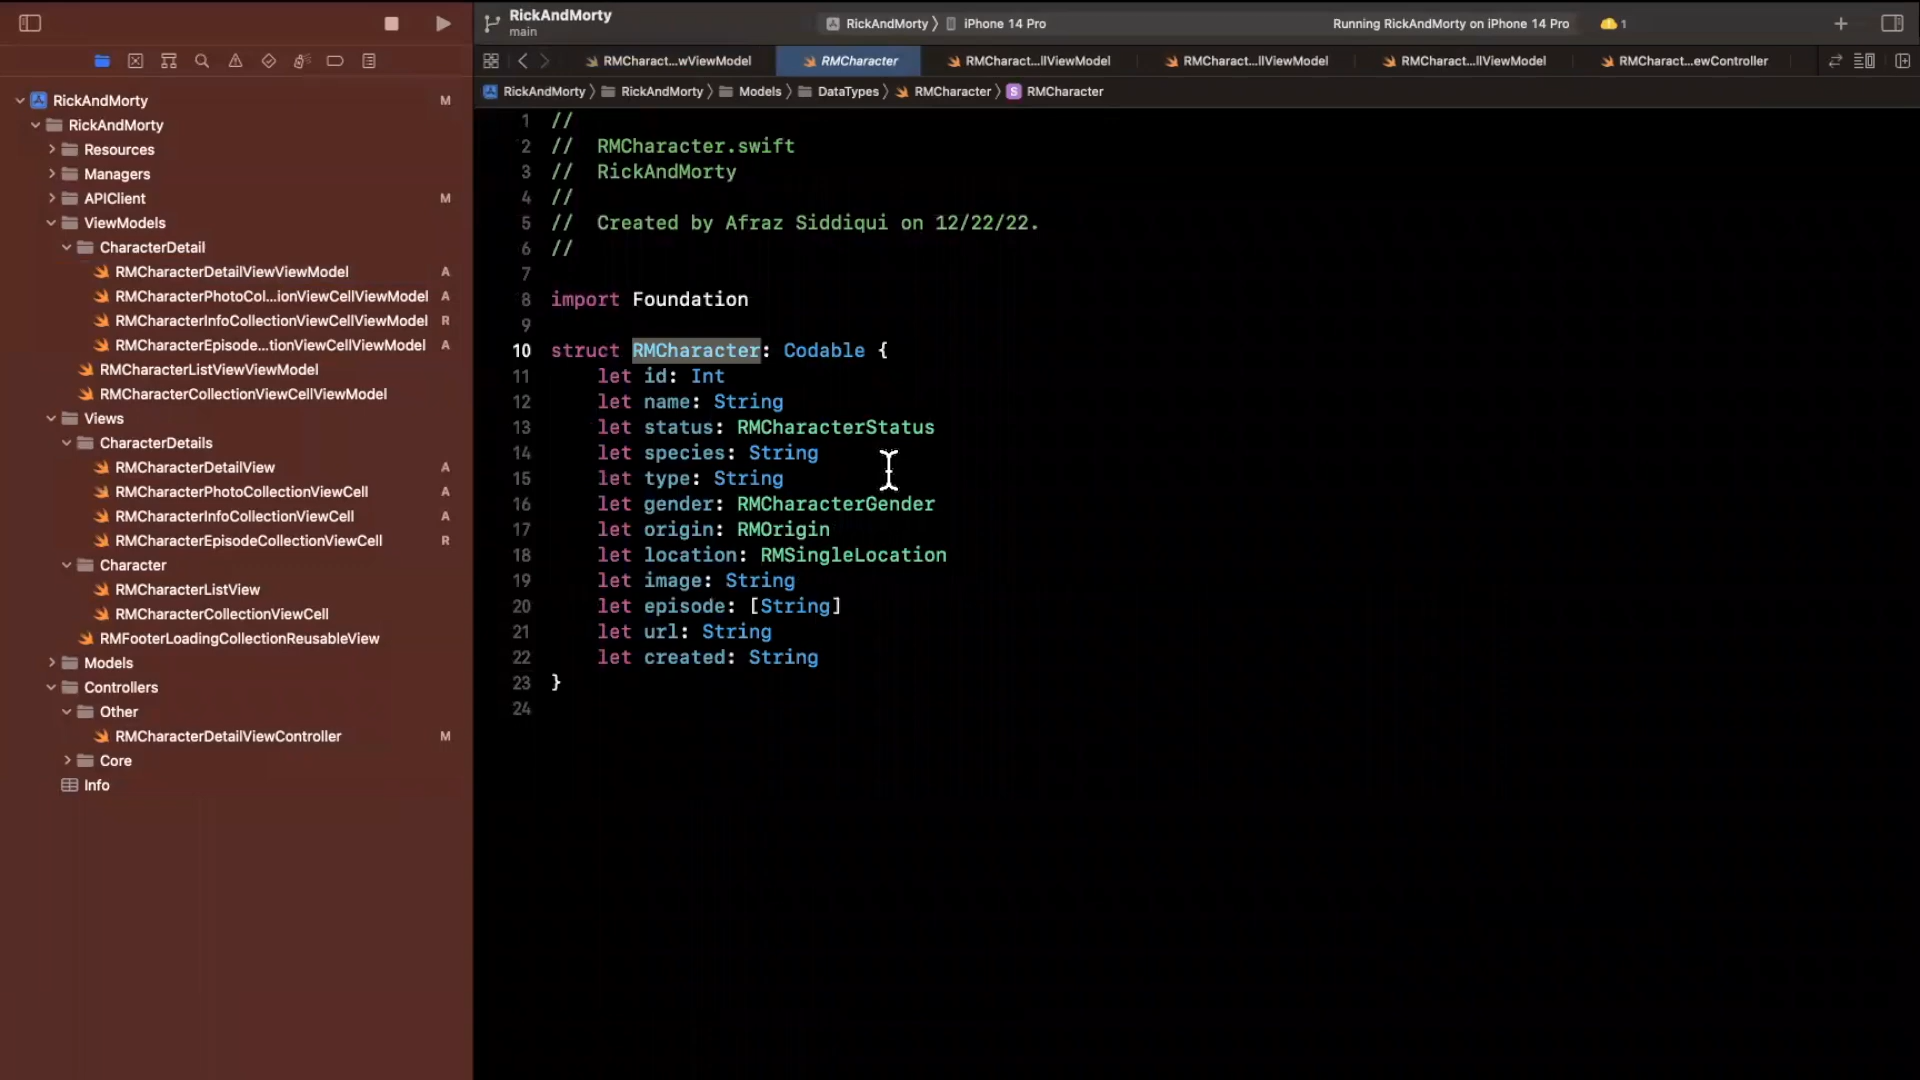 RickAndMorty
main
RickAndMorty
iPhone 14 Pro
Running RickAndMorty on iPhone 14 Pro
1
RMCharact...wViewModel
RMCharacter
RMCharact...llViewModel
RMCharact...llViewModel
RMCharact...llViewModel
RMCharact...ewController
RickAndMorty
RickAndMorty
Models
DataTypes
RMCharacter
S RMCharacter
RickAndMorty M
RickAndMorty
Resources
Managers
APIClient M
ViewModels
CharacterDetail
RMCharacterDetailViewViewModel A
RMCharacterPhotoCol...ionViewCellViewModel A
RMCharacterInfoCollectionViewCellViewModel R
RMCharacterEpisode...tionViewCellViewModel A
RMCharacterListViewViewModel
RMCharacterCollectionViewCellViewModel
Views
CharacterDetails
RMCharacterDetailView A
RMCharacterPhotoCollectionViewCell A
RMCharacterInfoCollectionViewCell A
RMCharacterEpisodeCollectionViewCell R
Character
RMCharacterListView
RMCharacterCollectionViewCell
RMFooterLoadingCollectionReusableView
Models
Controllers
Other
RMCharacterDetailViewController M
Core
Info
1 //
2 //  RMCharacter.swift
3 //  RickAndMorty
4 //
5 //  Created by Afraz Siddiqui on 12/22/22.
6 //
7
8 import Foundation
9
10 struct RMCharacter: Codable {
11     let id: Int
12     let name: String
13     let status: RMCharacterStatus
14     let species: String
15     let type: String
16     let gender: RMCharacterGender
17     let origin: RMOrigin
18     let location: RMSingleLocation
19     let image: String
20     let episode: [String]
21     let url: String
22     let created: String
23 }
24